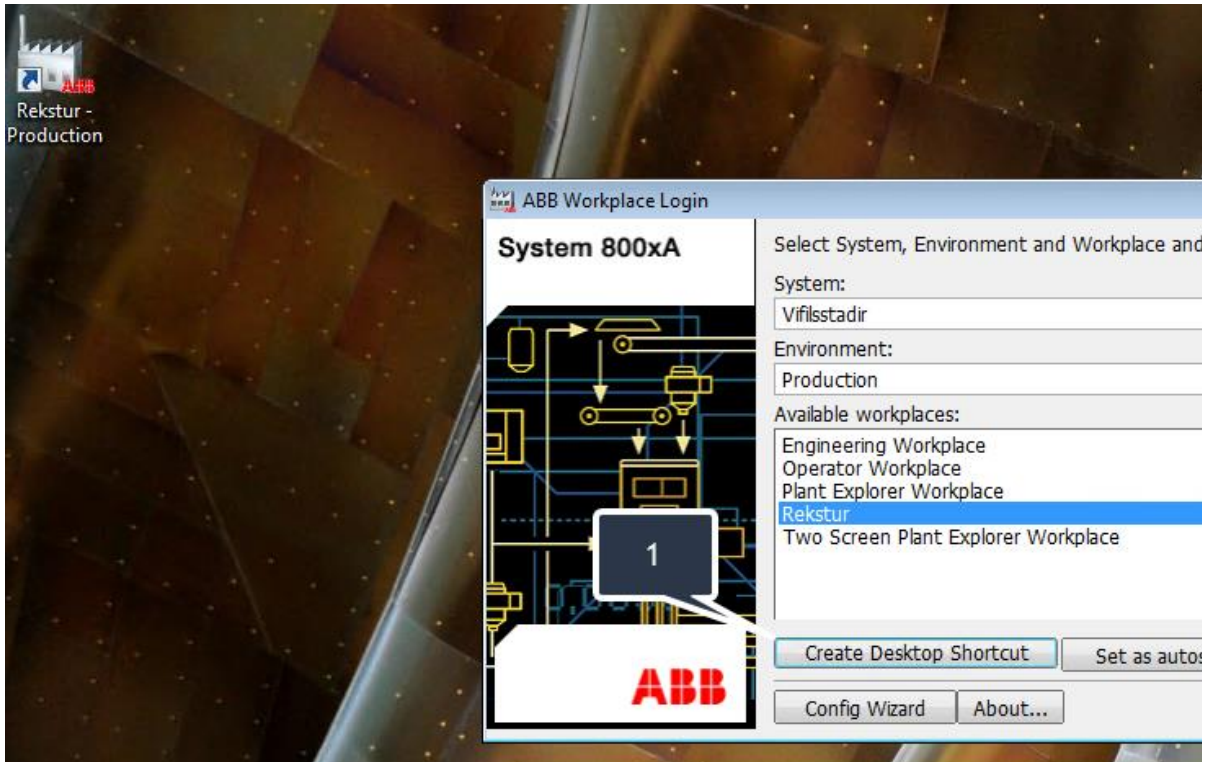 ABB
Rekstur -
Production
ABB Workplace Login
System 800xA
Select System, Environment and Workplace and
System:
Vifilsstadir
Environment:
Production
Available workplaces:
Engineering Workplace
Operator Workplace
Plant Explorer Workplace
Rekstur
Two Screen Plant Explorer Workplace
1
Create Desktop Shortcut
Set as autos
ABB
Config Wizard
About...